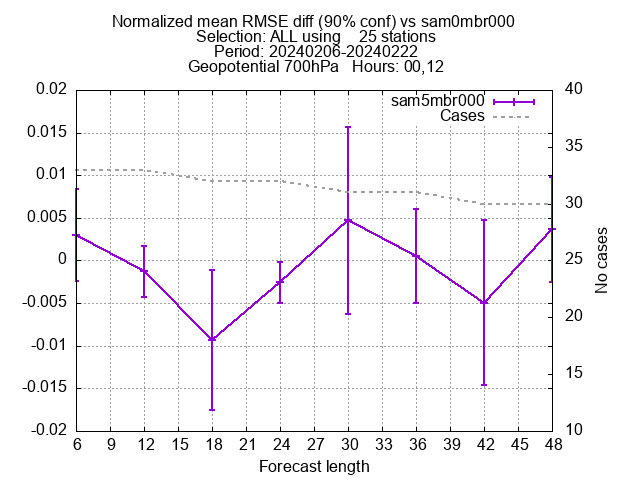 Normalized mean RMSE diff (90% conf) vs sam0mbr000
Selection: ALL using    25 stations
Period: 20240206-20240222
Geopotential 700hPa   Hours: 00,12
sam5mbr000
Cases
0.02
0.015
0.01
0.005
0
-0.005
-0.01
-0.015
-0.02
40
35
30
25
20
15
10
No cases
6 9 12 15 18 21 24 27 30 33 36 39 42 45 48
Forecast length